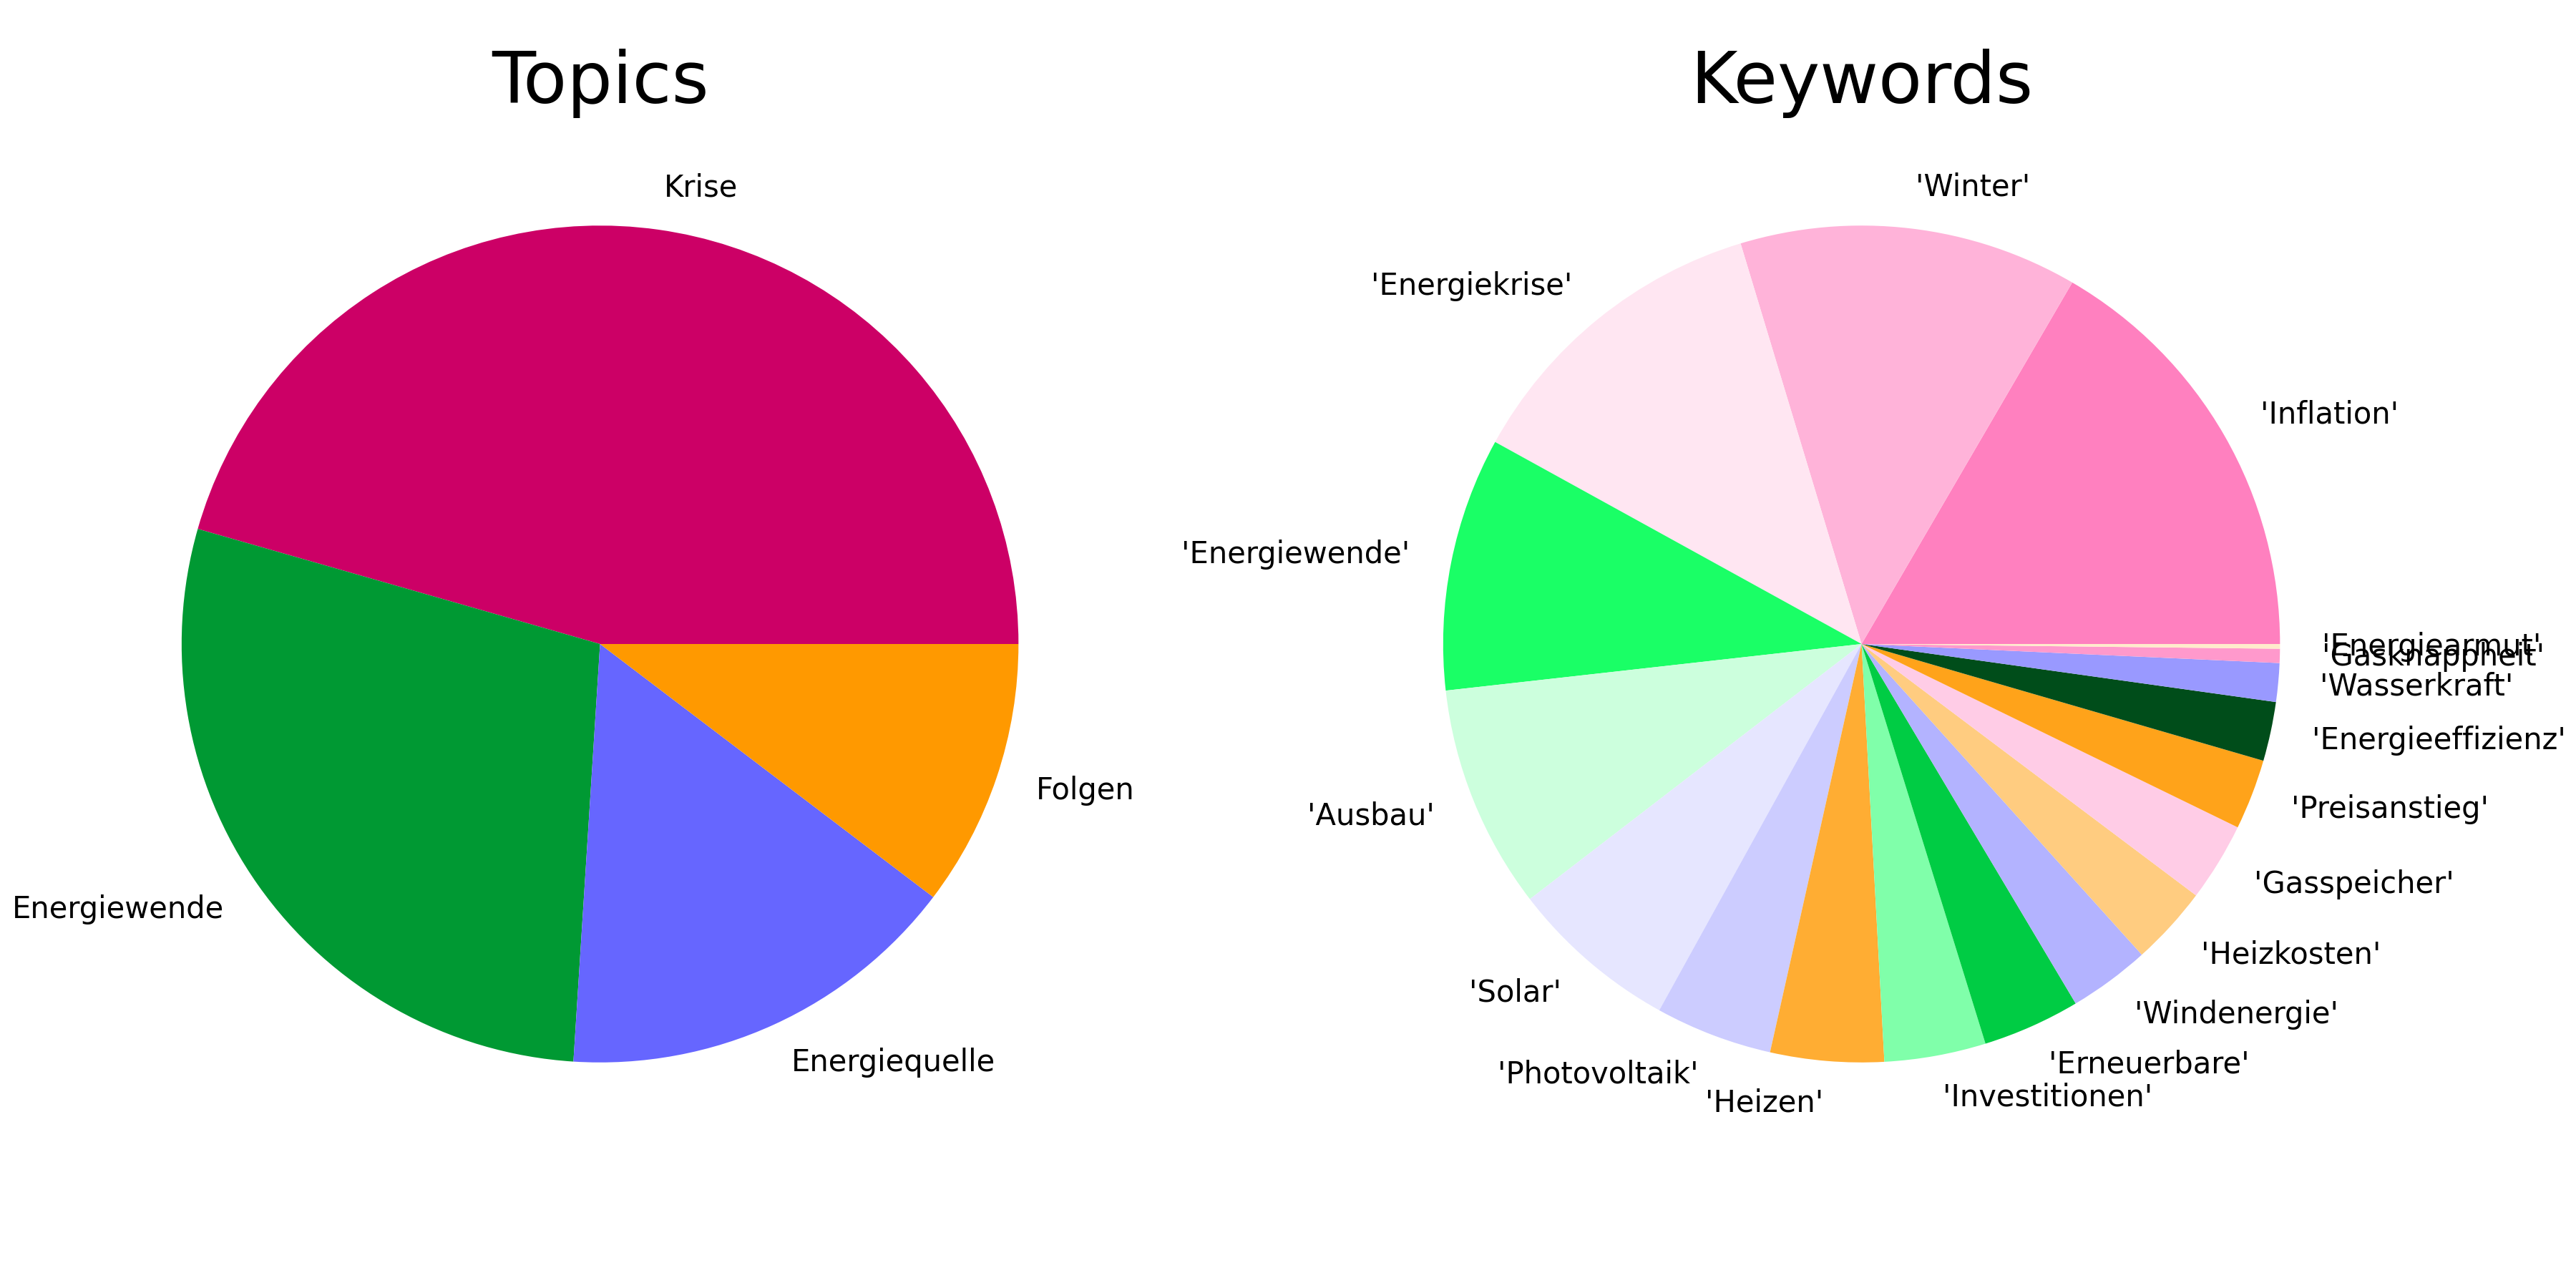 Topics
Krise
Energiewende
Energiequelle
Folgen
Keywords
'Winter'
'Energiekrise'
'Inflation'
'Energiewende'
'Energiearmut'
'Gasknappheit'
'Wasserkraft'
'Energieeffizienz'
'Preisanstieg'
'Ausbau'
'Gasspeicher'
'Heizkosten'
'Solar'
'Windenergie'
'Erneuerbare'
'Photovoltaik'
'Investitionen'
'Heizen'